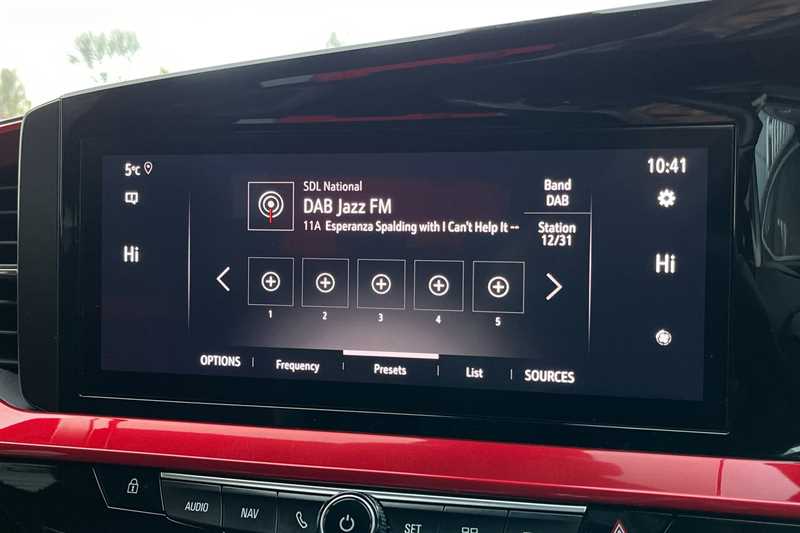 5°C
10:41
SDL National
DAB Jazz FM
11A Esperanza Spalding with I Can't Help It --
Band
DAB
Station
12/31
Hi
Hi
1
2
3
4
5
OPTIONS
Frequency
Presets
List
SOURCES
AUDIO
NAV
SET